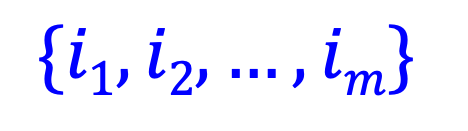 {i₁, i₂, … , iₘ}